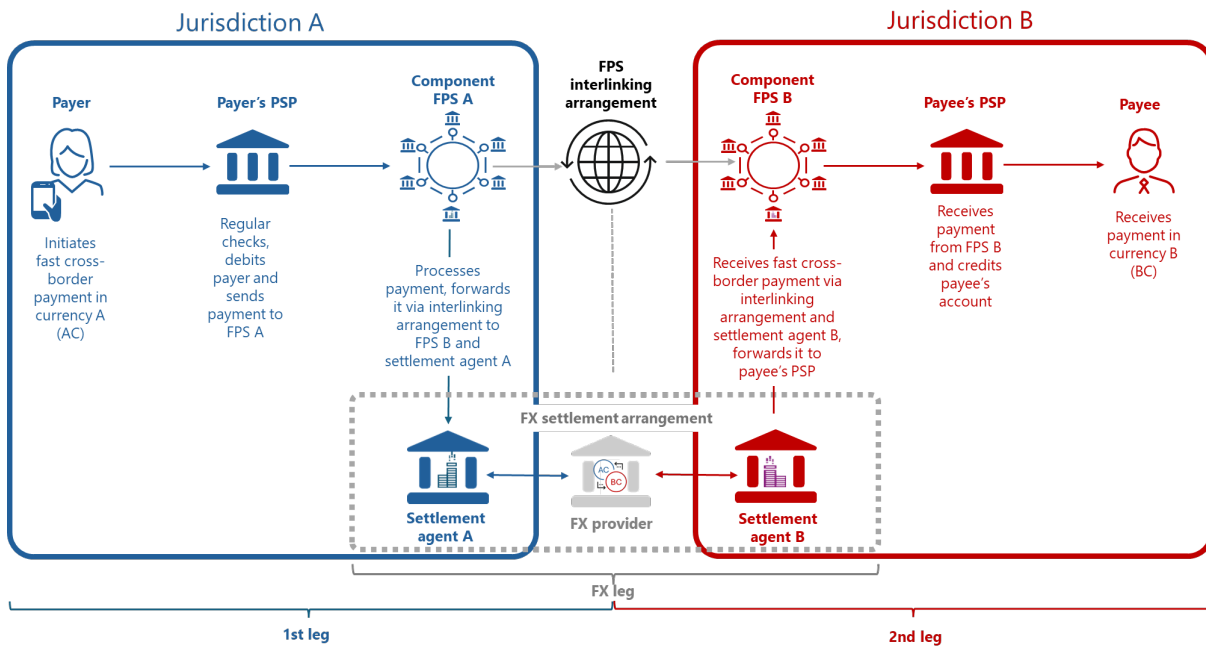 Jurisdiction A
Jurisdiction B
Payer
Payer's PSP
Component
FPS A
FPS
interlinking
arrangement
Component
FPS B
Payee's PSP
Payee
Initiates
fast cross-
border
payment in
currency A
(AC)
Regular
checks,
debits
payer and
sends
payment to
FPS A
Processes
payment, forwards
it via interlinking
arrangement to
FPS B and
settlement agent A
Receives fast cross-
border payment via
interlinking
arrangement and
settlement agent B,
forwards it to
payee's PSP
Receives
payment
from FPS B
and credits
payee's
account
Receives
payment in
currency B
(BC)
FX settlement arrangement
AC
BC
Settlement
agent A
FX provider
Settlement
agent B
FX leg
1st leg
2nd leg